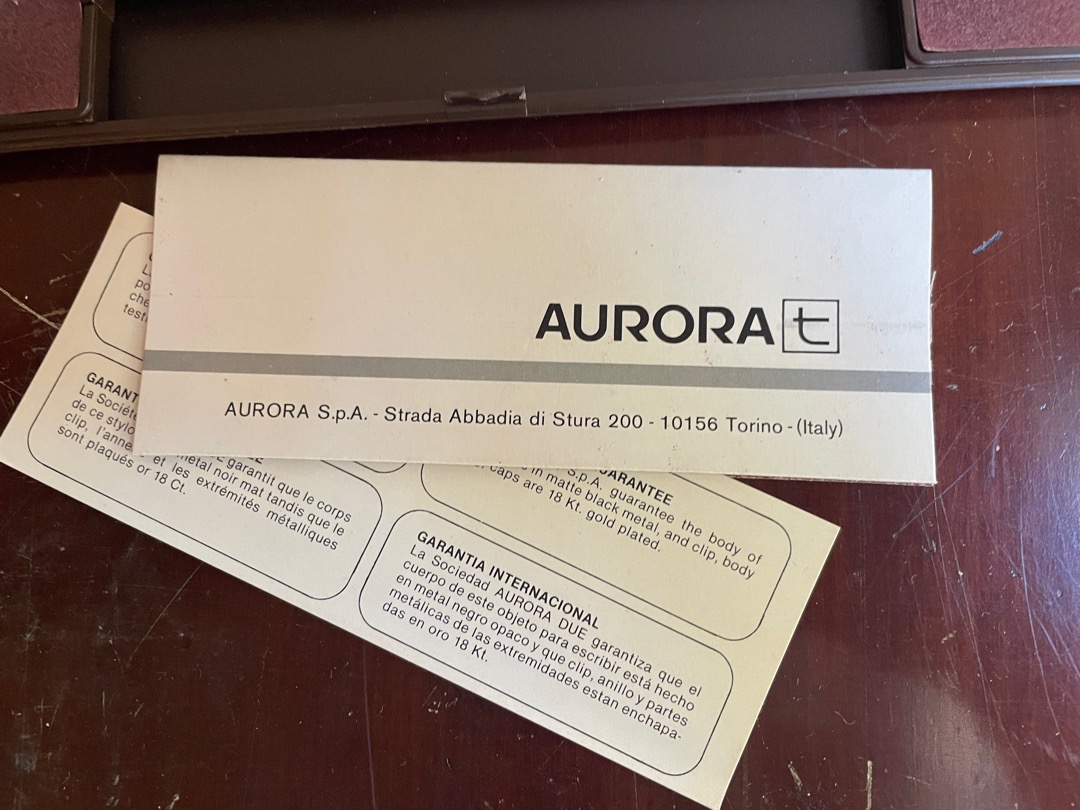 AURORA t
AURORA S.p.A. - Strada Abbadia di Stura 200 - 10156 Torino - (Italy)
GARANT
La Société
de ce stylo
clip, l'anne
sont plaqués or 18 Ct.
garantit que le corps
métal noir mat tandis que le
et les extrémités métalliques
GUARANTEE
S.p.A. guarantee the body of
in matte black metal, and clip, body
caps are 18 Kt. gold plated.
GARANTIA INTERNACIONAL
La Sociedad AURORA DUE garantiza que el
cuerpo de este objeto para escribir está hecho
en metal negro opaco y que clip, anillo y partes
metálicas de las extremidades estan enchapa-
das en oro 18 Kt.